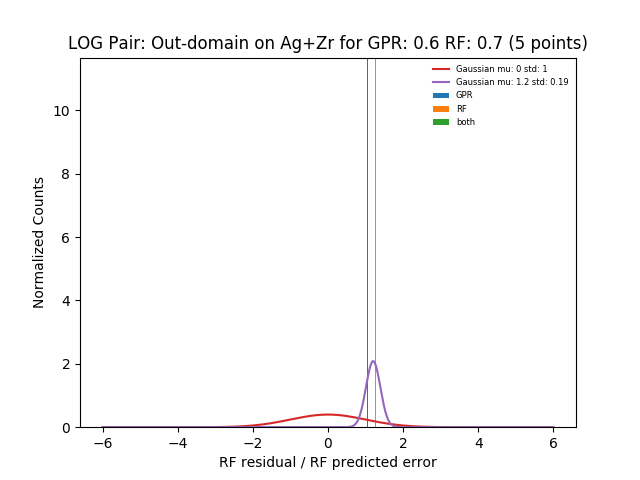 LOG Pair: Out-domain on Ag+Zr for GPR: 0.6 RF: 0.7 (5 points)
Gaussian mu: 0 std: 1
Gaussian mu: 1.2 std: 0.19
GPR
RF
both
Normalized Counts
10
8
6
4
2
0
−6 −4 −2 0 2 4 6
RF residual / RF predicted error